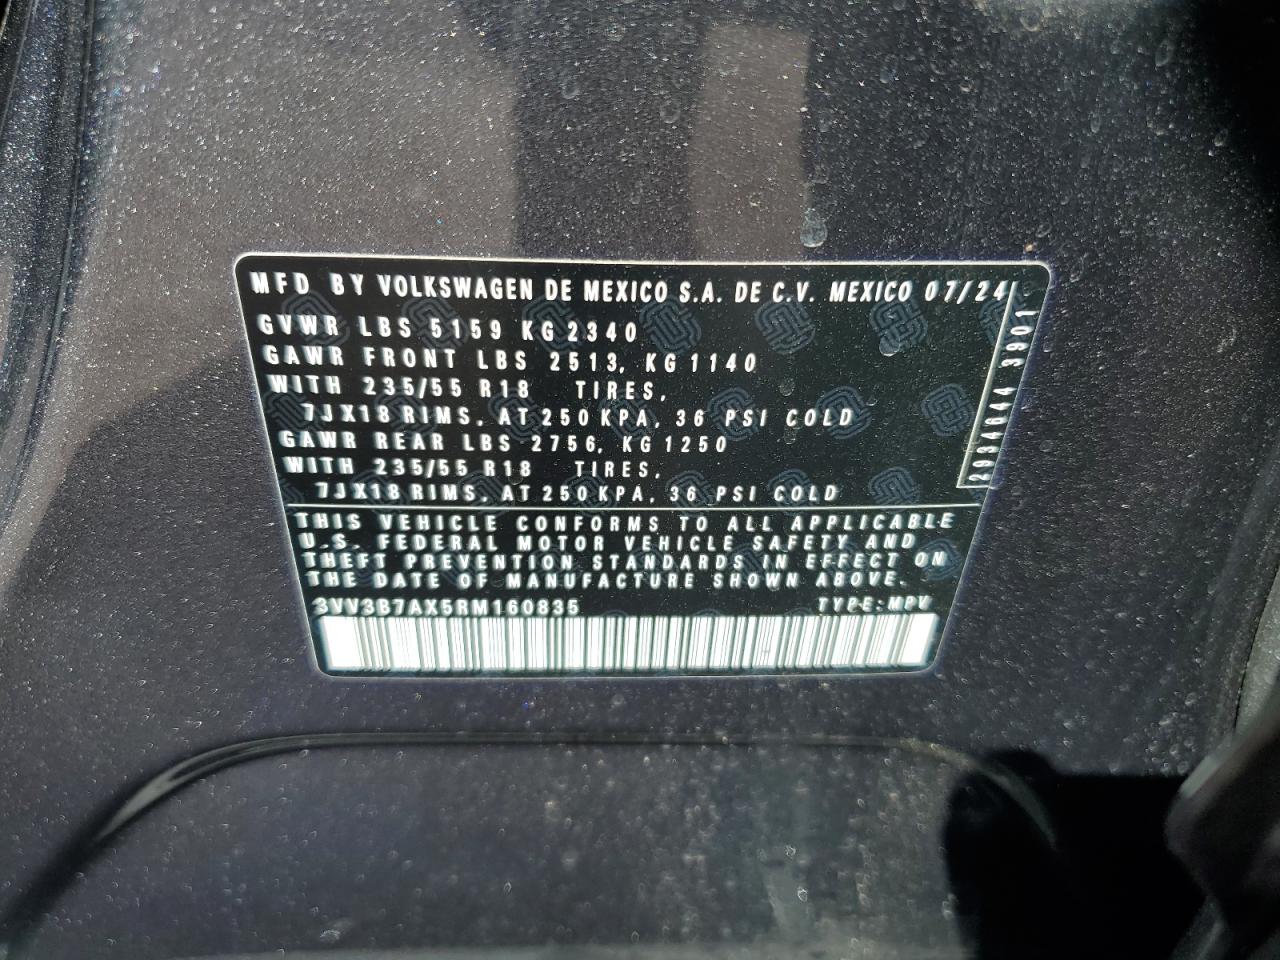 MFD BY VOLKSWAGEN DE MEXICO S.A. DE C.V. MEXICO 07/24
GVWR LBS 5159 KG 2340
GAWR FRONT LBS 2513, KG 1140
WITH 235/55 R18 TIRES,
7JX18 RIMS, AT 250 KPA, 36 PSI COLD
GAWR REAR LBS 2756, KG 1250
WITH 235/55 R18 TIRES,
7JX18 RIMS, AT 250 KPA, 36 PSI COLD
2934644 3901
THIS VEHICLE CONFORMS TO ALL APPLICABLE
U.S. FEDERAL MOTOR VEHICLE SAFETY AND
THEFT PREVENTION STANDARDS IN EFFECT ON
THE DATE OF MANUFACTURE SHOWN ABOVE.
3VV3B7AX5RM160835 TYPE:MPV